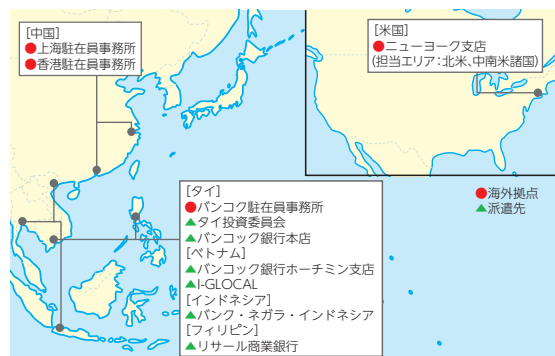 [中国]
●上海駐在員事務所
●香港駐在員事務所
[米国]
●ニューヨーク支店
(担当エリア:北米、中南米諸国)
[タイ]
●バンコク駐在員事務所
▲タイ投資委員会
▲バンコック銀行本店
[ベトナム]
▲バンコック銀行ホーチミン支店
▲I-GLOCAL
[インドネシア]
▲バンク・ネガラ・インドネシア
[フィリピン]
▲リサール商業銀行
●海外拠点
▲派遣先